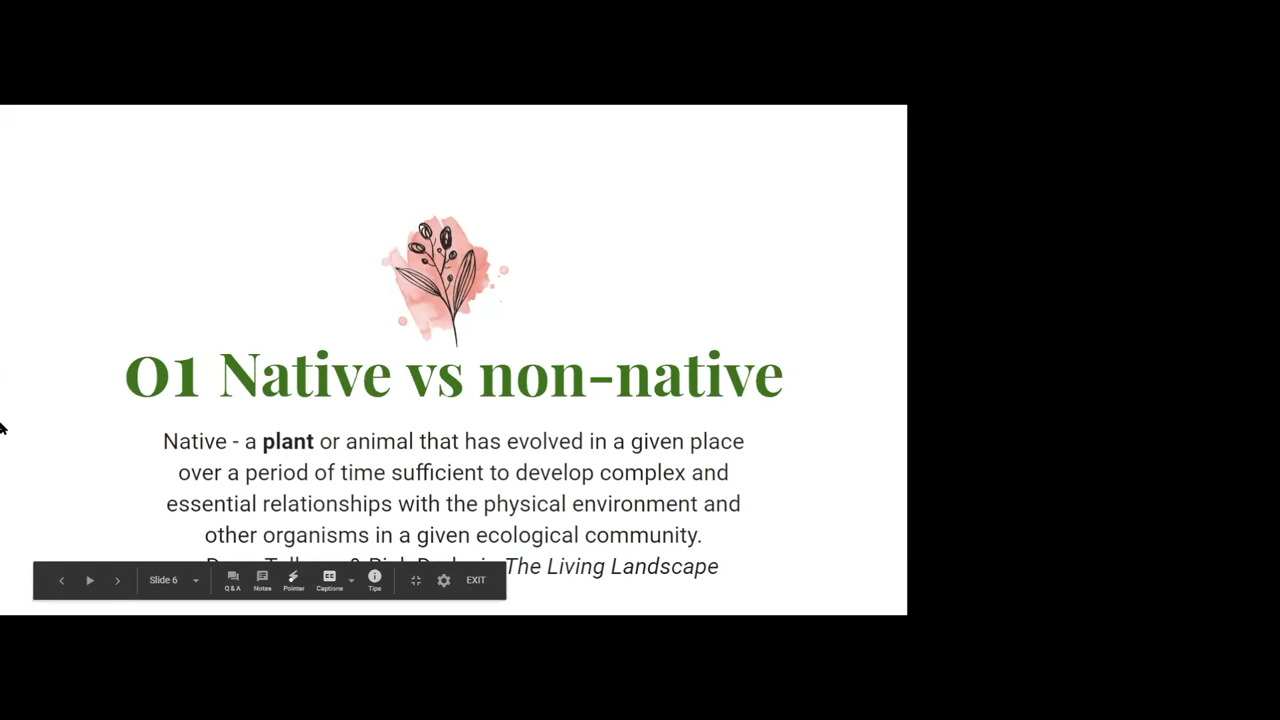 01 Native vs non-native
Native - a plant or animal that has evolved in a given place
over a period of time sufficient to develop complex and
essential relationships with the physical environment and
other organisms in a given ecological community.
The Living Landscape
Slide 6
Q & A
Notes
Pointer
Captions
CC
Tips
EXIT